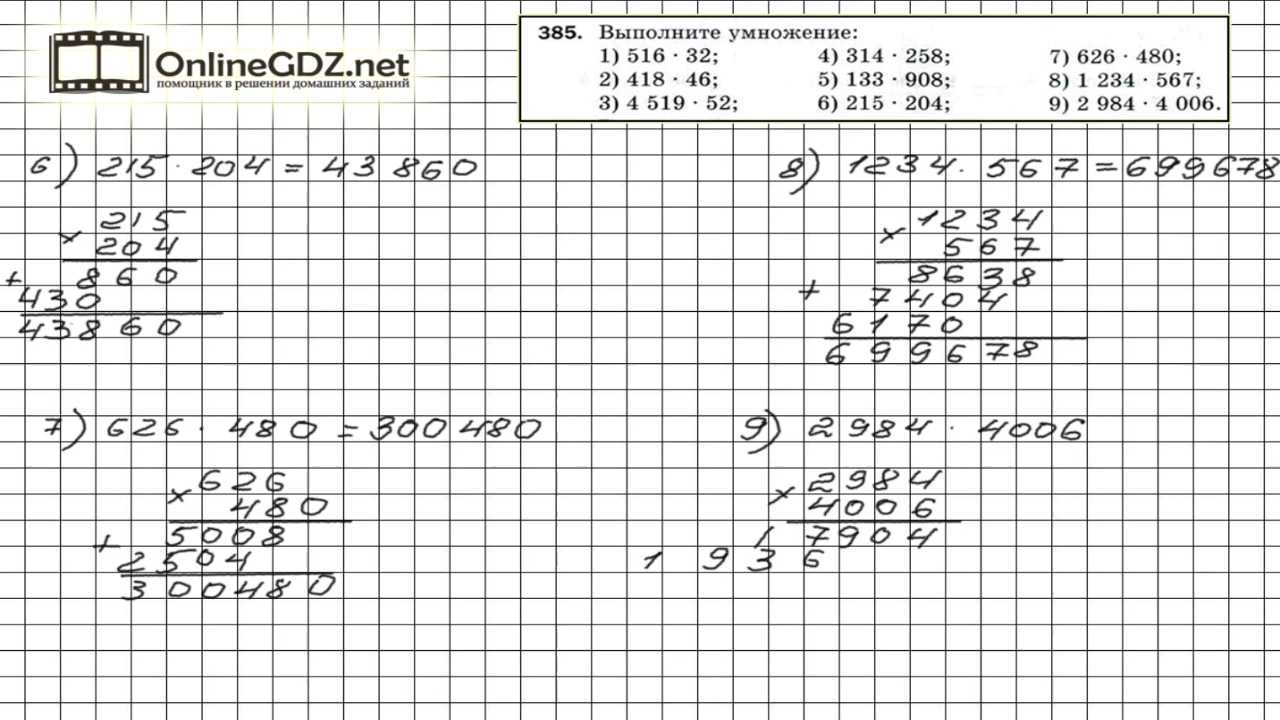 OnlineGDZ.net
помощник в решении домашних заданий
385. Выполните умножение:
1) 516 · 32; 4) 314 · 258; 7) 626 · 480;
2) 418 · 46; 5) 133 · 908; 8) 1 234 · 567;
3) 4 519 · 52; 6) 215 · 204; 9) 2 984 · 4 006.
6) 215 · 204 = 43 860
× 215
204
+ 860
430
43860
8) 1234 · 567 = 699678
× 1234
567
+ 8638
7404
6170
699678
7) 626 · 480 = 300 480
× 626
480
+ 5008
2504
300480
9) 2984 · 4006
× 2984
4006
17904
1 9 3 6